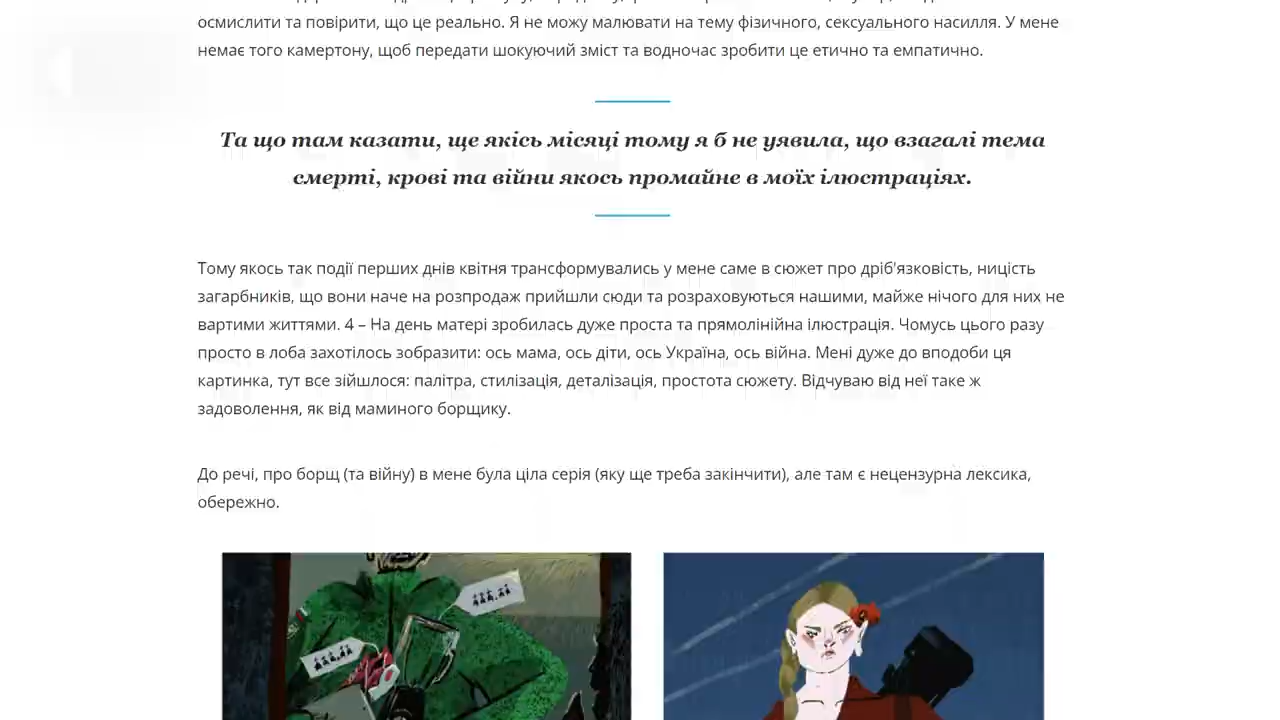 осмислити та повірити, що це реально. Я не можу малювати на тему фізичного, сексуального насилля. У мене
немає того камертону, щоб передати шокуючий зміст та водночас зробити це етично та емпатично.
Та що там казати, ще якісь місяці тому я б не уявила, що взагалі тема
смерті, крові та війни якось промайне в моїх ілюстраціях.
Тому якось так події перших днів квітня трансформувались у мене саме в сюжет про дріб'язковість, ницість
загарбників, що вони наче на розпродаж прийшли сюди та розраховуються нашими, майже нічого для них не
вартими життями. 4 – На день матері зробилась дуже проста та прямолінійна ілюстрація. Чомусь цього разу
просто в лоба захотілось зобразити: ось мама, ось діти, ось Україна, ось війна. Мені дуже до вподоби ця
картинка, тут все зійшлося: палітра, стилізація, деталізація, простота сюжету. Відчуваю від неї таке ж
задоволення, як від маминого борщику.
До речі, про борщ (та війну) в мене була ціла серія (яку ще треба закінчити), але там є нецензурна лексика,
обережно.